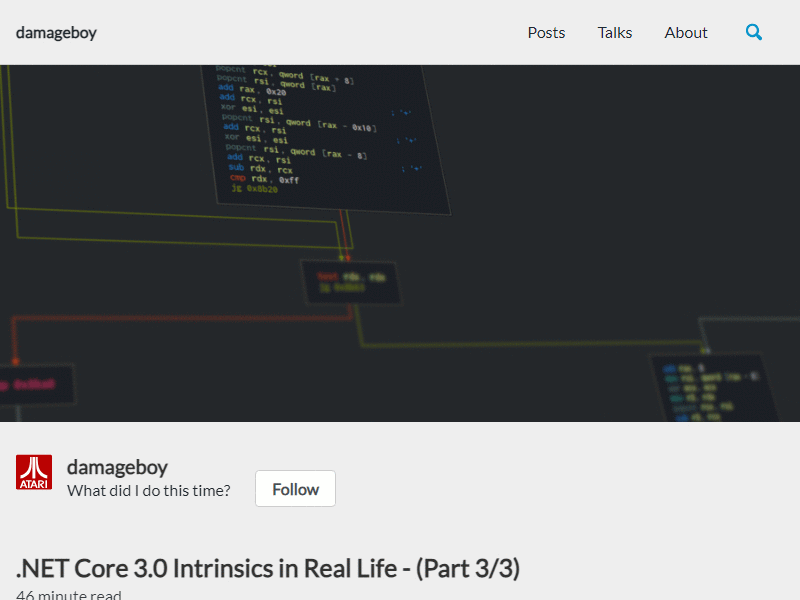 damageboy
Posts
Talks
About
popcnt rcx, qword [rax + 8]
popcnt rsi, qword [rax]
add rax, 0x20
add rcx, rsi
xor esi, esi ; '+'
popcnt rsi, qword [rax - 0x10]
add rcx, rsi
xor esi, esi ; '+'
popcnt rsi, qword [rax - 8]
add rcx, rsi
sub rdx, rcx ; '+'
cmp rdx, 0xff
jg 0x8b20
test rdx, rdx
ATARI
damageboy
What did I do this time?
Follow
.NET Core 3.0 Intrinsics in Real Life - (Part 3/3)
46 minute read